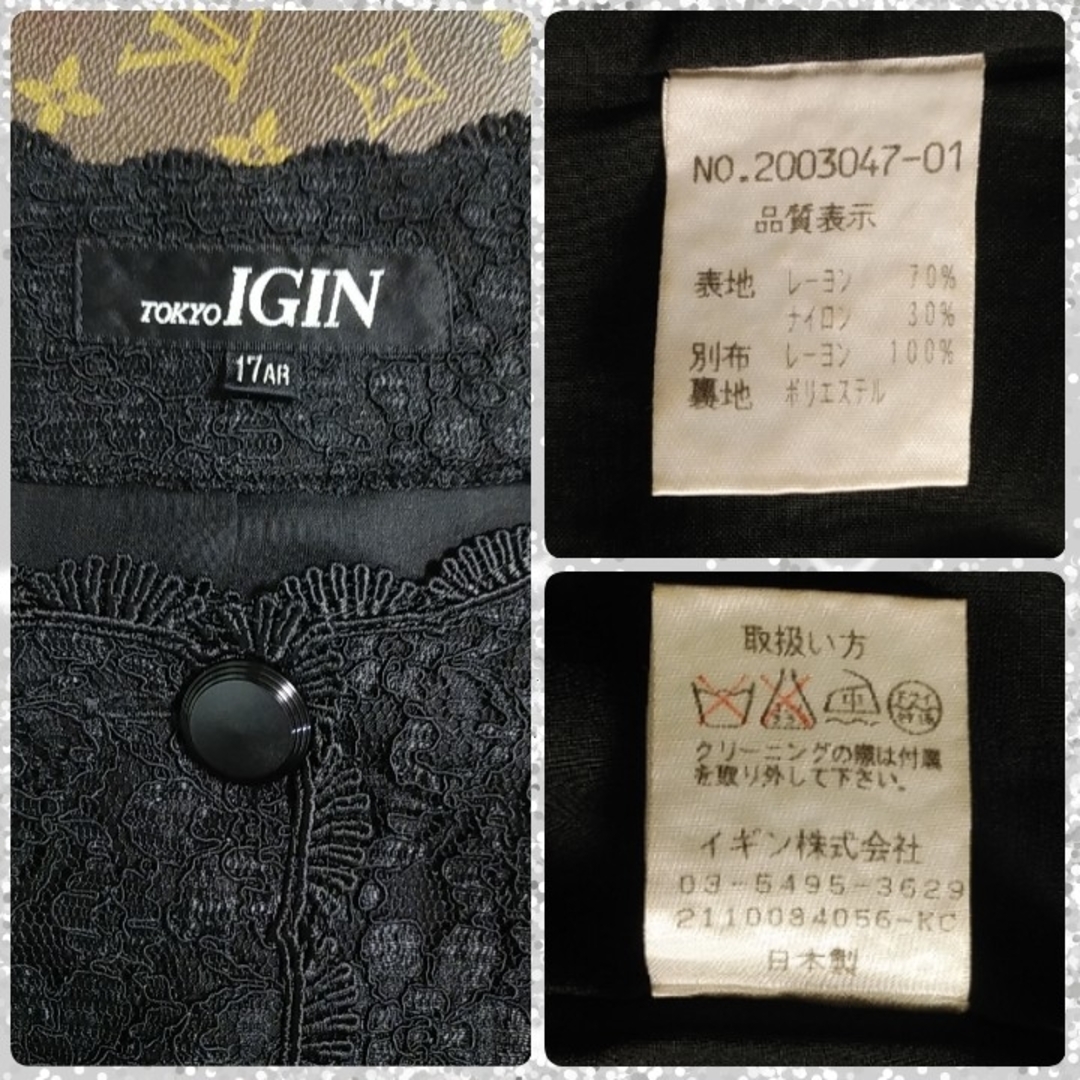 LV
TOKYO IGIN
17AR
NO.2003047-01
品質表示
表地 レーヨン 70%
ナイロン 30%
別布 レーヨン 100%
裏地 ポリエステル
取扱い方
中
クリーニングの際は付属
を取り外して下さい。
イギン株式会社
03-5495-3629
2110084056-KC
日本製